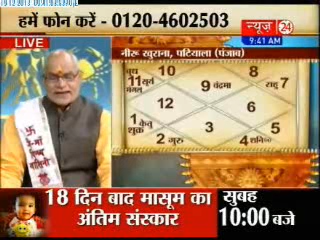 हमें फोन करें - 0120-4602503
न्यूज़ 24
LIVE
9:41 AM
नीरू खुराना, पटियाला (पंजाब)
बुध 10
8
11 सूर्य
मंगल
9 चंद्रमा
राहु 7
12
6
3
1 केतु
शुक्र
5
2 गुरु
4 शनि
18 दिन बाद मासूम का
अंतिम संस्कार
सुबह
10:00 बजे